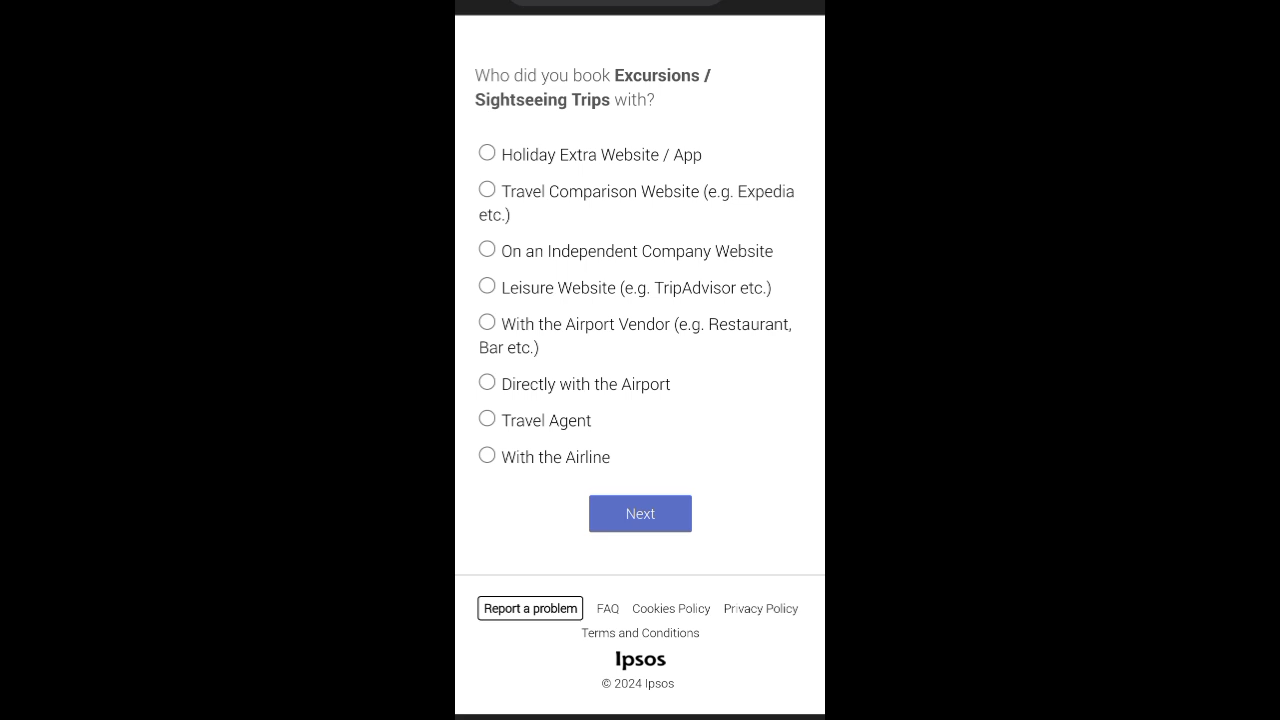 Who did you book Excursions /
Sightseeing Trips with?
Holiday Extra Website / App
Travel Comparison Website (e.g. Expedia
etc.)
On an Independent Company Website
Leisure Website (e.g. TripAdvisor etc.)
With the Airport Vendor (e.g. Restaurant,
Bar etc.)
Directly with the Airport
Travel Agent
With the Airline
Next
Report a problem FAQ Cookies Policy Privacy Policy
Terms and Conditions
Ipsos
© 2024 Ipsos